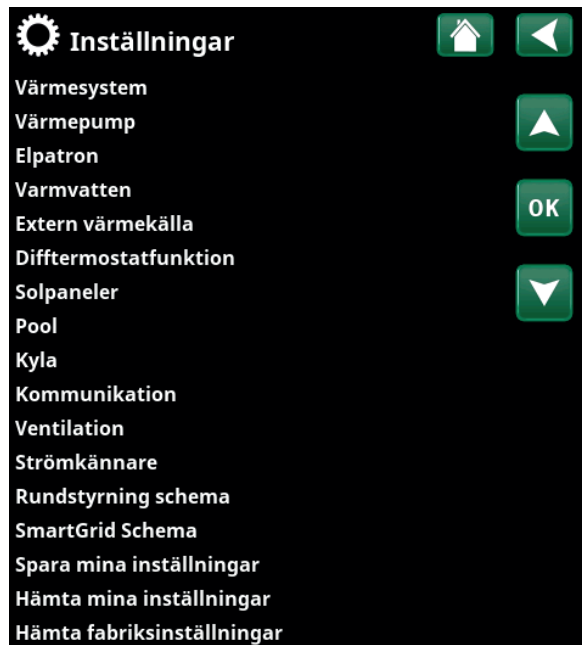 Inställningar
Värmesystem
Värmepump
Elpatron
Varmvatten
Extern värmekälla
OK
Difftermostatfunktion
Solpaneler
Pool
Kyla
Kommunikation
Ventilation
Strömkännare
Rundstyrning schema
SmartGrid Schema
Spara mina inställningar
Hämta mina inställningar
Hämta fabriksinställningar